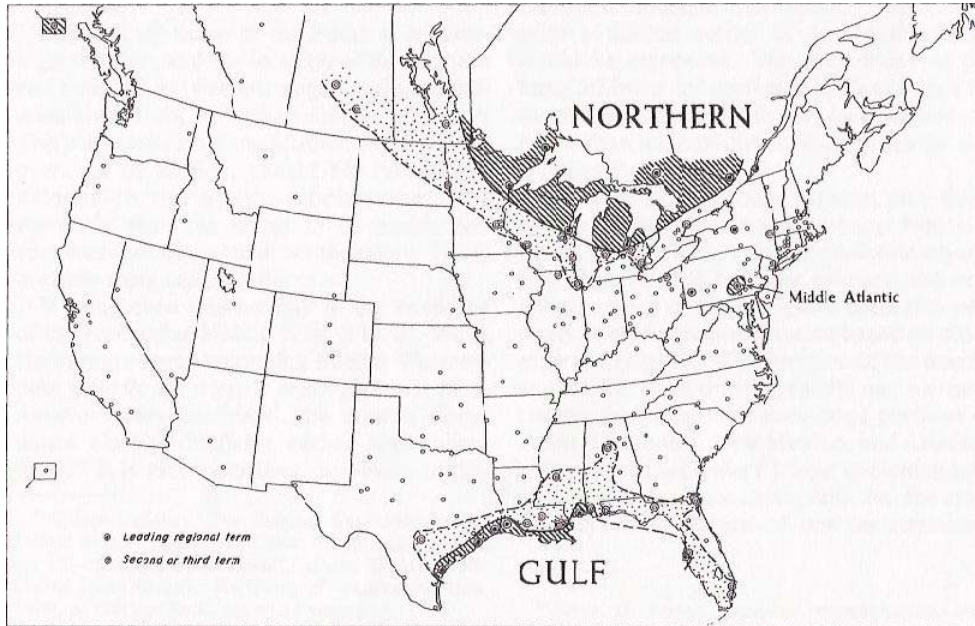 NORTHERN
Middle Atlantic
Leading regional term
Second or third term
GULF